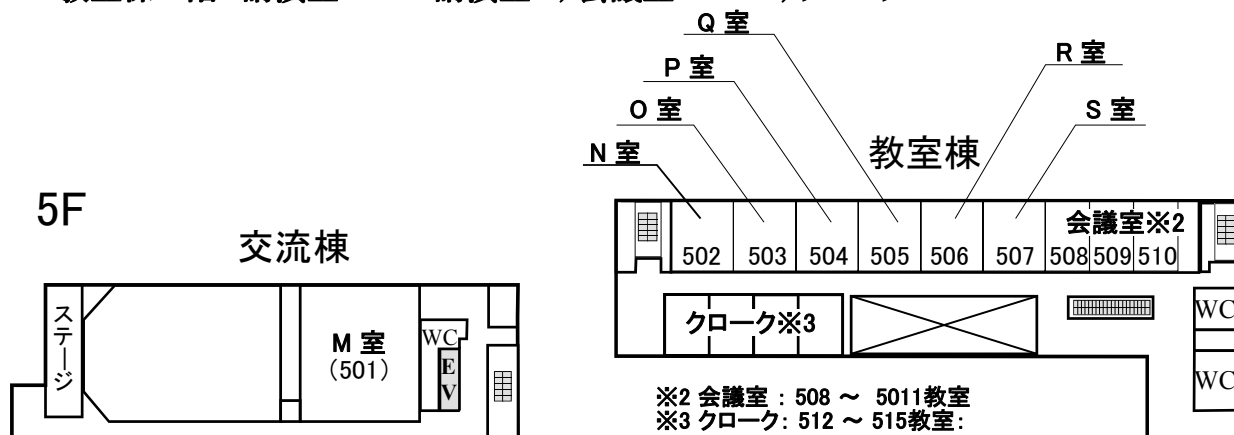 Q 室
P 室
R 室
O 室
S 室
N 室
教室棟
5F
交流棟
会議室※2
502 503 504 505 506 507 508 509 510
ステージ
M 室
(501)
WC
EV
クローク※3
WC
WC
※2 会議室 : 508 ～ 5011教室
※3 クローク: 512 ～ 515教室: